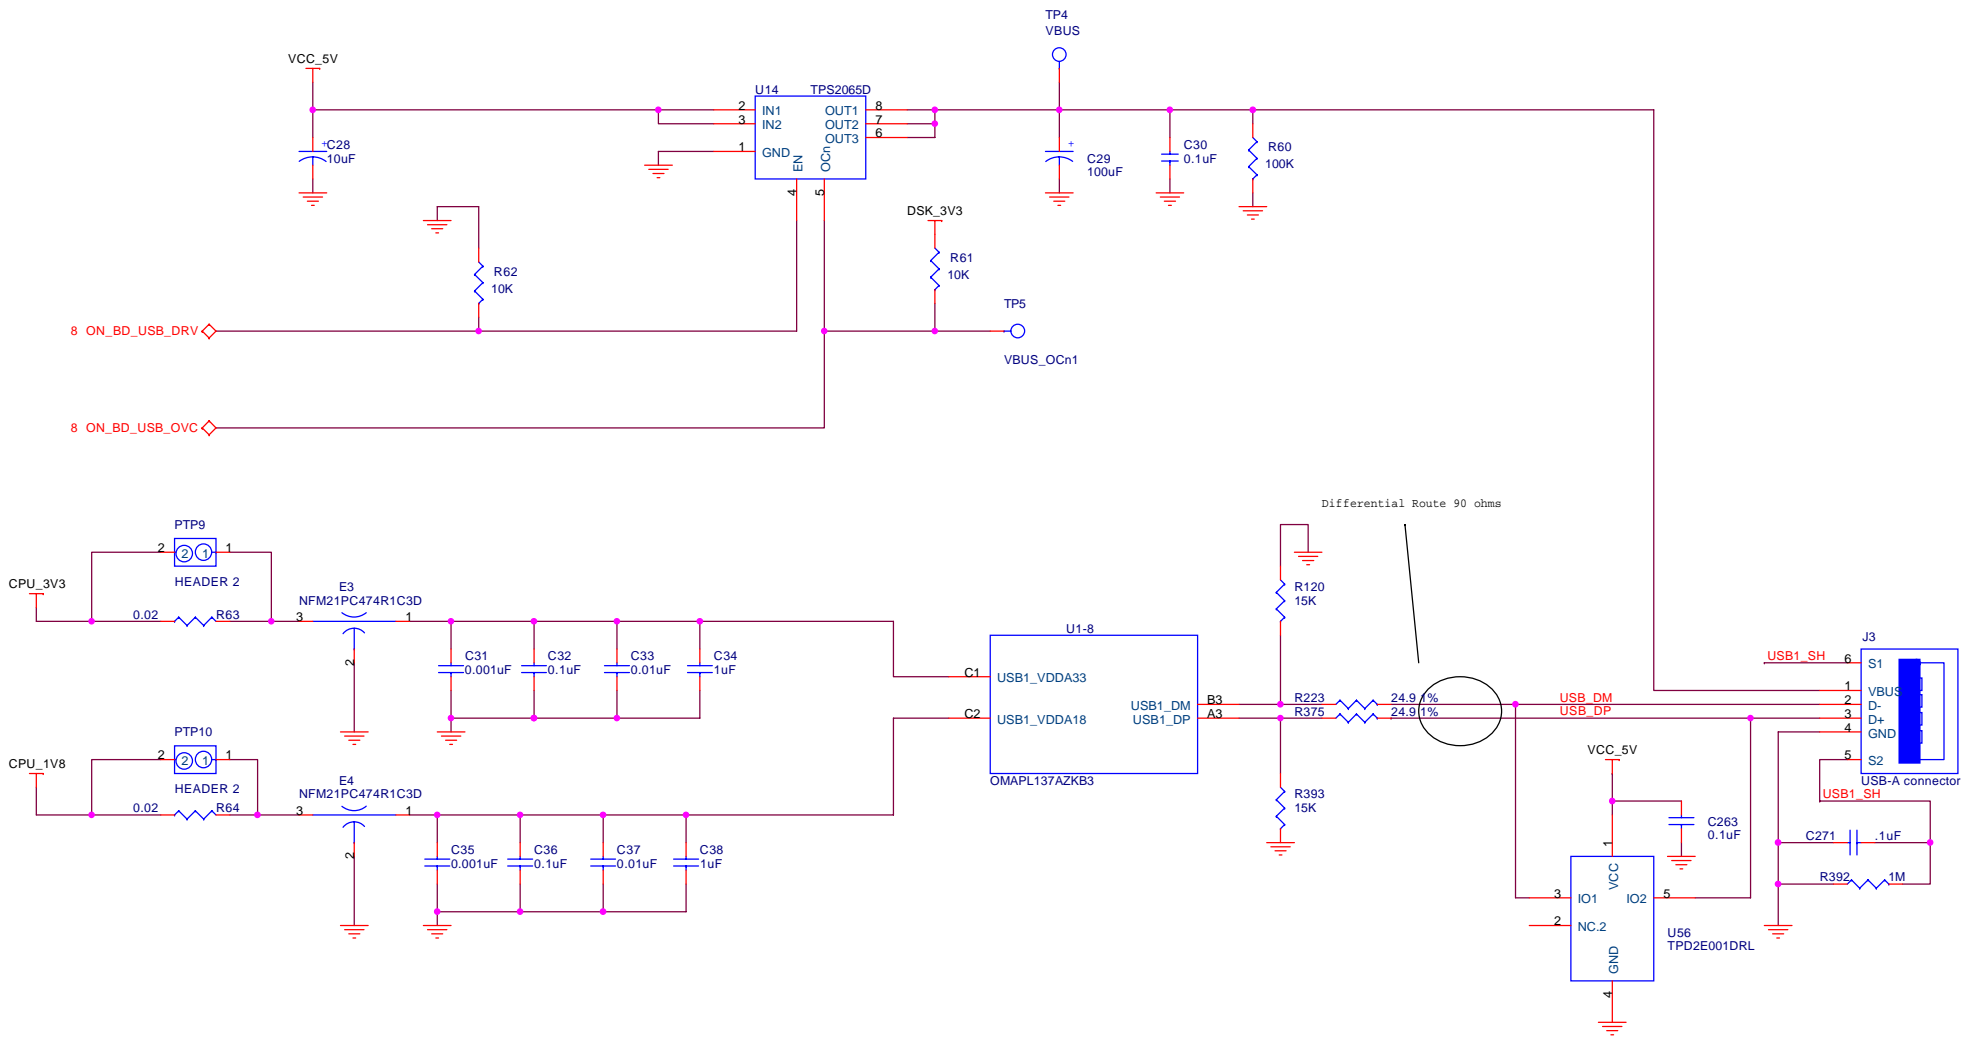 TP4
VBUS
VCC_5V
U14 TPS2065D
2 IN1 OUT1 8
3 IN2 OUT2 7
OUT3 6
1 GND
EN
OCn
4
5
+ C28
10uF
+
C29
100uF
C30
0.1uF
R60
100K
DSK_3V3
R62
10K
R61
10K
TP5
8 ON_BD_USB_DRV
VBUS_OCn1
8 ON_BD_USB_OVC
Differential Route 90 ohms
PTP9
2 2 1 1
HEADER 2
CPU_3V3
0.02 R63
E3
NFM21PC474R1C3D
3 1
2
C31
0.001uF
C32
0.1uF
C33
0.01uF
C34
1uF
R120
15K
U1-8
C1 USB1_VDDA33
C2 USB1_VDDA18
USB1_DM B3
USB1_DP A3
OMAPL137AZKB3
R223 24.9 1%
R375 24.9 1%
USB_DM
USB_DP
J3
USB1_SH 6 S1
1 VBUS
2 D-
3 D+
4 GND
5 S2
USB-A connector
USB1_SH
PTP10
2 2 1 1
HEADER 2
CPU_1V8
0.02 R64
E4
NFM21PC474R1C3D
3 1
2
C35
0.001uF
C36
0.1uF
C37
0.01uF
C38
1uF
R393
15K
VCC_5V
C263
0.1uF
C271 .1uF
R392 1M
1
VCC
3 IO1 IO2 5
2 NC.2
GND
4
U56
TPD2E001DRL